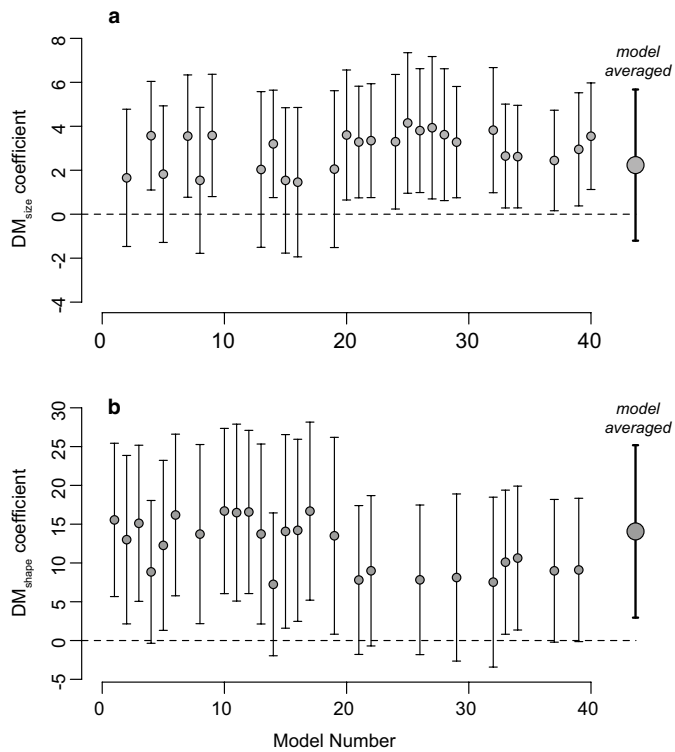 a
model
averaged
DMsize coefficient
8
6
4
2
0
-2
-4
0 10 20 30 40
b
model
averaged
DMshape coefficient
30
25
20
15
10
5
0
-5
0 10 20 30 40
Model Number